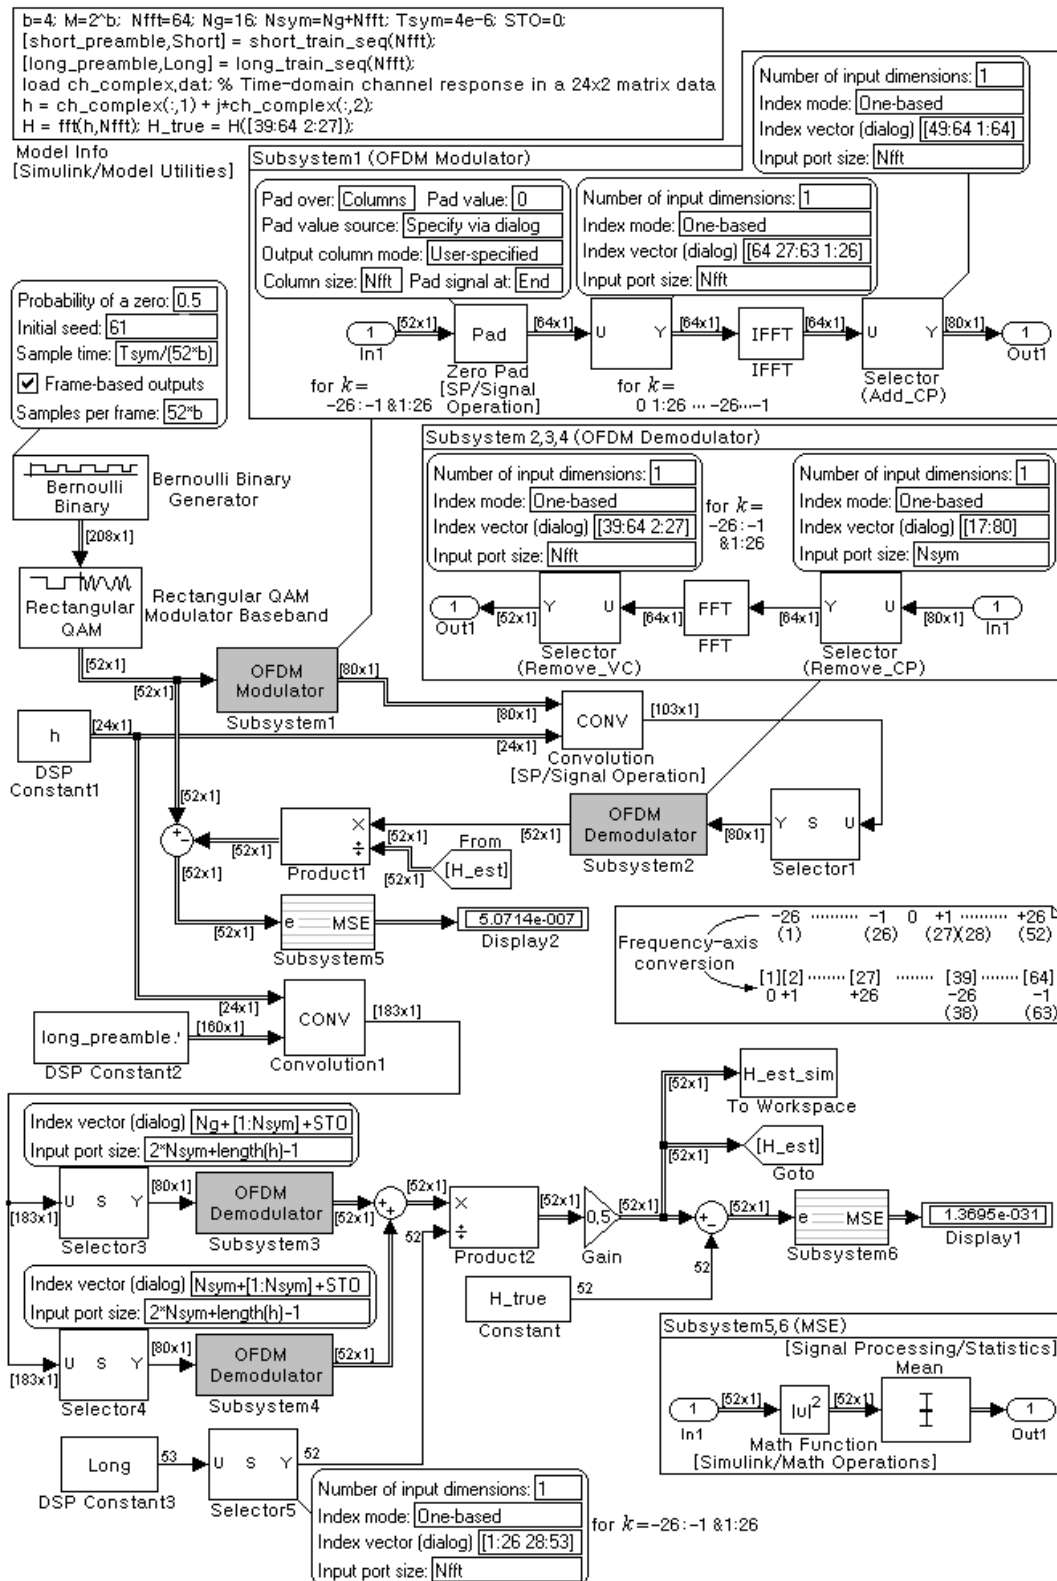 b=4; M=2^b; Nfft=64; Ng=16; Nsym=Ng+Nfft; Tsym=4e-6; STO=0;
[short_preamble,Short] = short_train_seq(Nfft);
[long_preamble,Long] = long_train_seq(Nfft);
load ch_complex,dat; % Time-domain channel response in a 24x2 matrix data
h = ch_complex(:,1) + j*ch_complex(:,2);
H = fft(h,Nfft); H_true = H([39:64 2:27]);
Model Info
[Simulink/Model Utilities]
Number of input dimensions: 1
Index mode: One-based
Index vector (dialog) [49:64 1:64]
Input port size: Nfft
Subsystem1 (OFDM Modulator)
Pad over: Columns Pad value: 0
Pad value source: Specify via dialog
Output column mode: User-specified
Column size: Nfft Pad signal at: End
Number of input dimensions: 1
Index mode: One-based
Index vector (dialog) [64 27:63 1:26]
Input port size: Nfft
1
In1
[52x1]
Pad
Zero Pad
[SP/Signal
Operation]
[64x1]
U Y
[64x1]
IFFT
IFFT
[64x1]
U Y
Selector
(Add_CP)
[80x1]
1
Out1
for k=
-26:-1 &1:26
for k=
0 1:26 ··· -26···-1
Probability of a zero: 0.5
Initial seed: 61
Sample time: Tsym/(52*b)
Frame-based outputs
Samples per frame: 52*b
Bernoulli
Binary
Bernoulli Binary
Generator
[208x1]
Rectangular
QAM
Rectangular QAM
Modulator Baseband
[52x1]
Subsystem 2,3,4 (OFDM Demodulator)
Number of input dimensions: 1
Index mode: One-based
Index vector (dialog) [39:64 2:27]
Input port size: Nfft
for k=
-26:-1
&1:26
Number of input dimensions: 1
Index mode: One-based
Index vector (dialog) [17:80]
Input port size: Nsym
1
Out1
[52x1]
Y U
Selector
(Remove_VC)
[64x1]
FFT
FFT
[64x1]
Y U
Selector
(Remove_CP)
[80x1]
1
In1
[52x1]
OFDM
Modulator
Subsystem1
[80x1]
[80x1]
[24x1]
CONV
Convolution
[SP/Signal Operation]
[103x1]
h
DSP
Constant1
[24x1]
[52x1]
+
-
[52x1]
×
÷
Product1
[52x1]
[52x1]
From
[H_est]
[52x1]
OFDM
Demodulator
Subsystem2
[80x1]
Y S U
Selector1
[52x1]
[52x1]
e MSE
Subsystem5
5.0714e-007
Display2
-26 ········· -1 0 +1 ········· +26
(1) (26) (27)(28) (52)
Frequency-axis
conversion
[1][2] ······· [27] ······· [39] ······· [64]
0 +1 +26 -26 -1
(38) (63)
[24x1]
[160x1]
long_preamble.'
DSP Constant2
CONV
Convolution1
[183x1]
Index vector (dialog) Ng+[1:Nsym]+STO
Input port size: 2*Nsym+length(h)-1
[183x1]
U S Y
Selector3
[80x1]
OFDM
Demodulator
Subsystem3
[52x1]
+
+
[52x1]
52
×
÷
Product2
[52x1]
0,5
Gain
[52x1]
[52x1]
H_est_sim
To Workspace
[52x1]
[H_est]
Goto
+
-
[52x1]
52
e MSE
Subsystem6
1.3695e-031
Display1
H_true
Constant
52
Index vector (dialog) Nsym+[1:Nsym]+STO
Input port size: 2*Nsym+length(h)-1
[183x1]
U S Y
Selector4
[80x1]
OFDM
Demodulator
Subsystem4
[52x1]
Long
DSP Constant3
53
U S Y
Selector5
52
Number of input dimensions: 1
Index mode: One-based
Index vector (dialog) [1:26 28:53]
Input port size: Nfft
for k=-26:-1 &1:26
Subsystem5,6 (MSE)
[Signal Processing/Statistics]
Mean
1
In1
[52x1]
|u|²
[52x1]
Math Function
[Simulink/Math Operations]
1
Out1